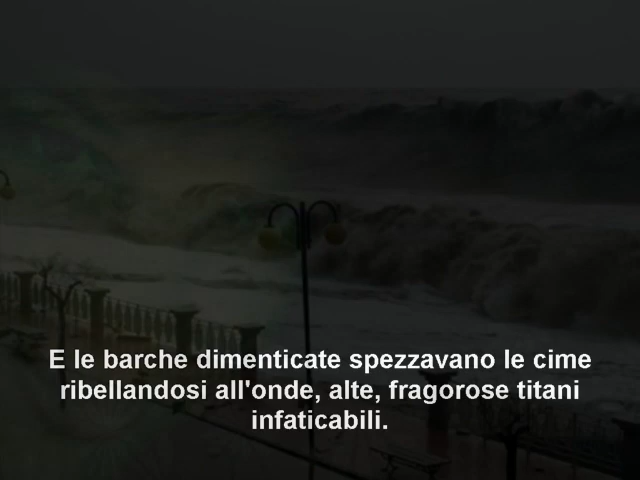 E le barche dimenticate spezzavano le cime
ribellandosi all'onde, alte, fragorose titani
infaticabili.